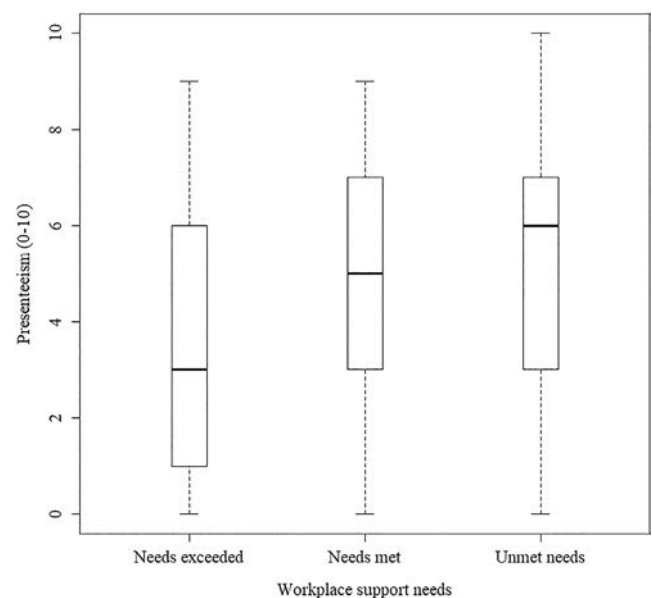 Presenteeism (0-10)
10
8
6
4
2
0
Needs exceeded
Needs met
Unmet needs
Workplace support needs